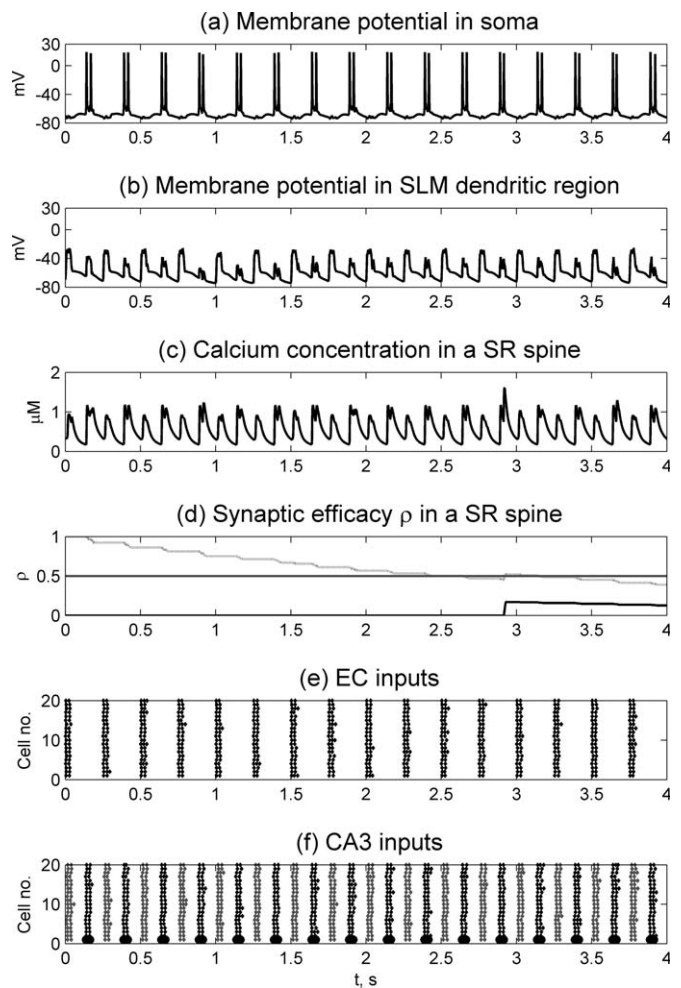 (a) Membrane potential in soma
30
0
-40
-80
mV
0 0.5 1 1.5 2 2.5 3 3.5 4
(b) Membrane potential in SLM dendritic region
30
0
-40
-80
mV
0 0.5 1 1.5 2 2.5 3 3.5 4
(c) Calcium concentration in a SR spine
2
1
0
μM
0 0.5 1 1.5 2 2.5 3 3.5 4
(d) Synaptic efficacy ρ in a SR spine
1
0.5
0
ρ
0 0.5 1 1.5 2 2.5 3 3.5 4
(e) EC inputs
20
10
0
Cell no.
0 0.5 1 1.5 2 2.5 3 3.5 4
(f) CA3 inputs
20
10
0
Cell no.
0 0.5 1 1.5 2 2.5 3 3.5 4
t, s